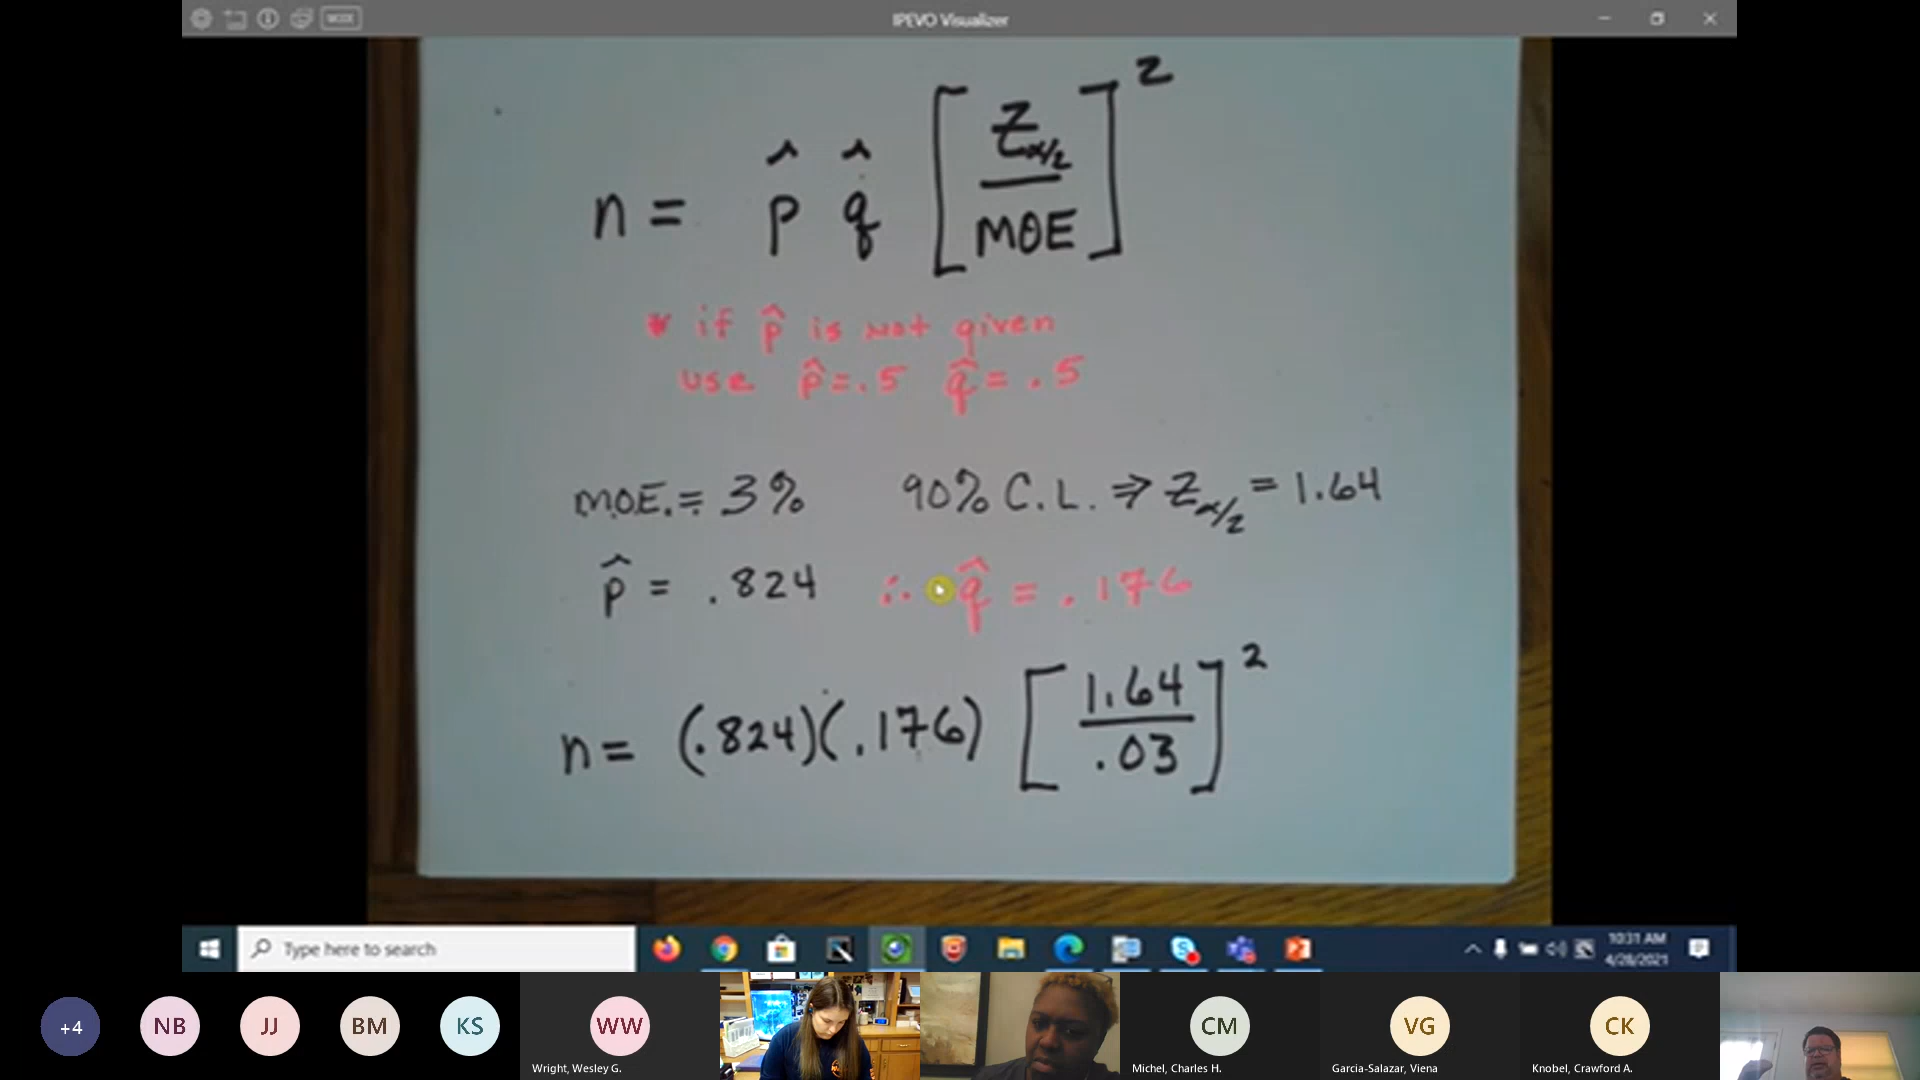 IPEVO Visualizer
n = p̂ q̂ [Zα/2 / MOE]²
* if p̂ is not given
use p̂ = .5 q̂ = .5
M.O.E. = 3% 90% C.L. ⇒ Zα/2 = 1.64
p̂ = .824 ∴ q̂ = .176
n = (.824)(.176) [1.64 / .03]²
Type here to search
10:31 AM
4/28/2021
+4
NB
JJ
BM
KS
WW
CM
VG
CK
Wright, Wesley G.
Michel, Charles H.
Garcia-Salazar, Viena
Knobel, Crawford A.